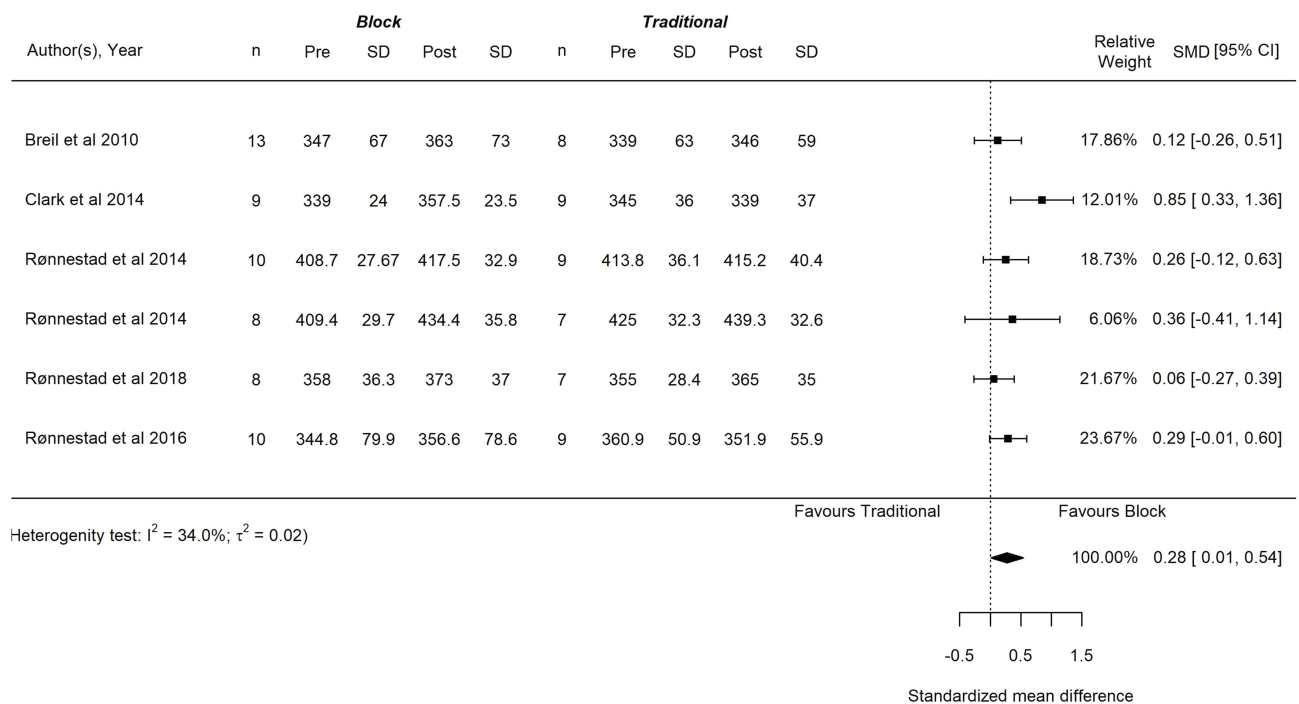 Block Traditional
Author(s), Year n Pre SD Post SD n Pre SD Post SD Relative Weight SMD [95% CI]
Breil et al 2010 13 347 67 363 73 8 339 63 346 59 17.86% 0.12 [-0.26, 0.51]
Clark et al 2014 9 339 24 357.5 23.5 9 345 36 339 37 12.01% 0.85 [ 0.33, 1.36]
Rønnestad et al 2014 10 408.7 27.67 417.5 32.9 9 413.8 36.1 415.2 40.4 18.73% 0.26 [-0.12, 0.63]
Rønnestad et al 2014 8 409.4 29.7 434.4 35.8 7 425 32.3 439.3 32.6 6.06% 0.36 [-0.41, 1.14]
Rønnestad et al 2018 8 358 36.3 373 37 7 355 28.4 365 35 21.67% 0.06 [-0.27, 0.39]
Rønnestad et al 2016 10 344.8 79.9 356.6 78.6 9 360.9 50.9 351.9 55.9 23.67% 0.29 [-0.01, 0.60]
Favours Traditional Favours Block
Heterogenity test: I² = 34.0%; τ² = 0.02)
100.00% 0.28 [ 0.01, 0.54]
-0.5 0.5 1.5
Standardized mean difference